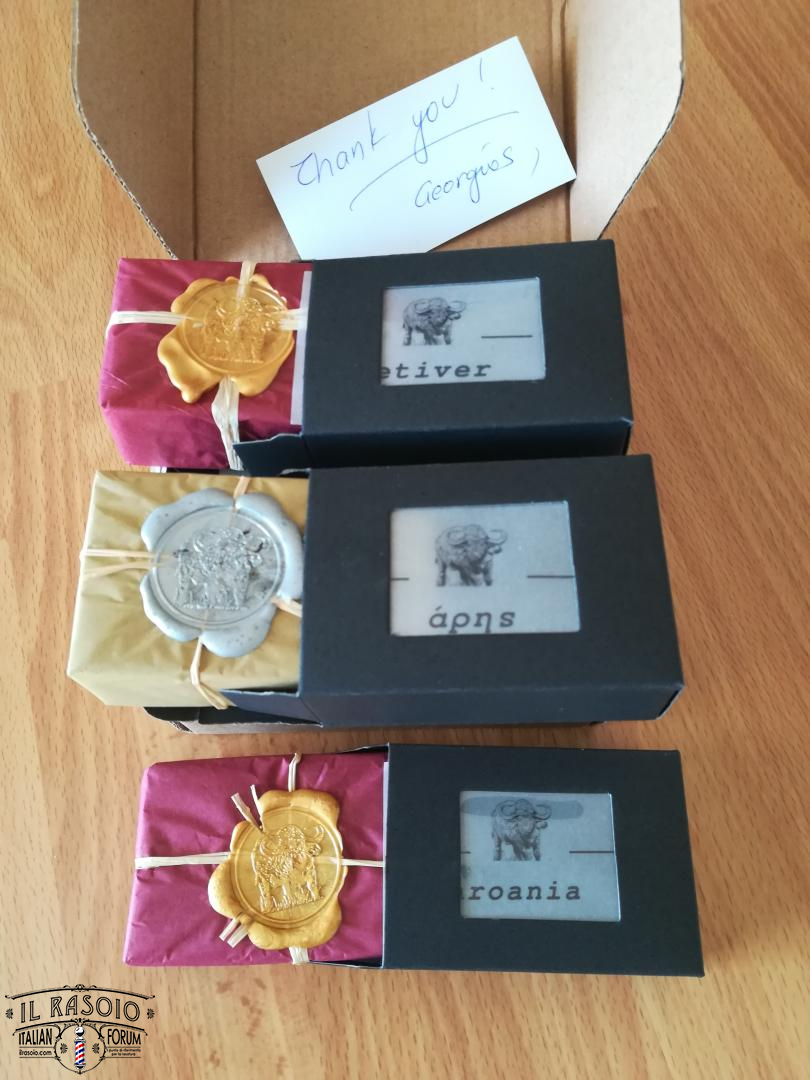 Thank you!
Georgios,
etiver
άρης
roania
IL RASOIO
ITALIAN FORUM
ilrasoio.com